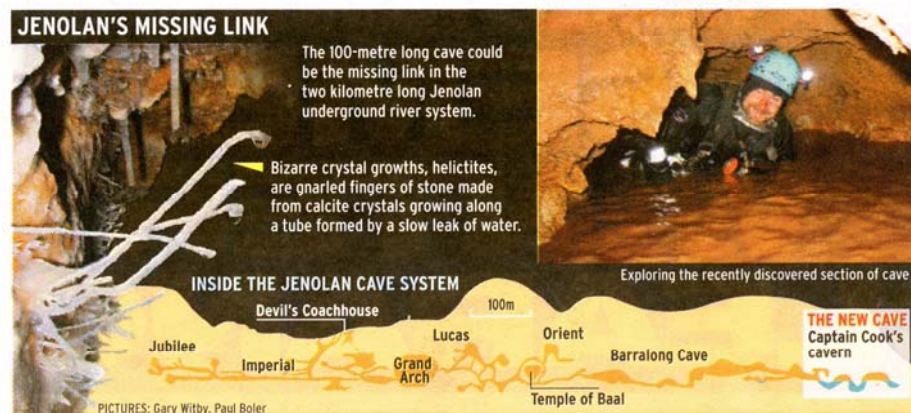 JENOLAN'S MISSING LINK
The 100-metre long cave could
be the missing link in the
two kilometre long Jenolan
underground river system.
Bizarre crystal growths, helictites,
are gnarled fingers of stone made
from calcite crystals growing along
a tube formed by a slow leak of water.
Exploring the recently discovered section of cave
INSIDE THE JENOLAN CAVE SYSTEM
Devil's Coachhouse
100m
Jubilee
Imperial
Grand
Arch
Lucas
Orient
Temple of Baal
Barralong Cave
THE NEW CAVE
Captain Cook's
cavern
PICTURES: Gary Witby, Paul Boler